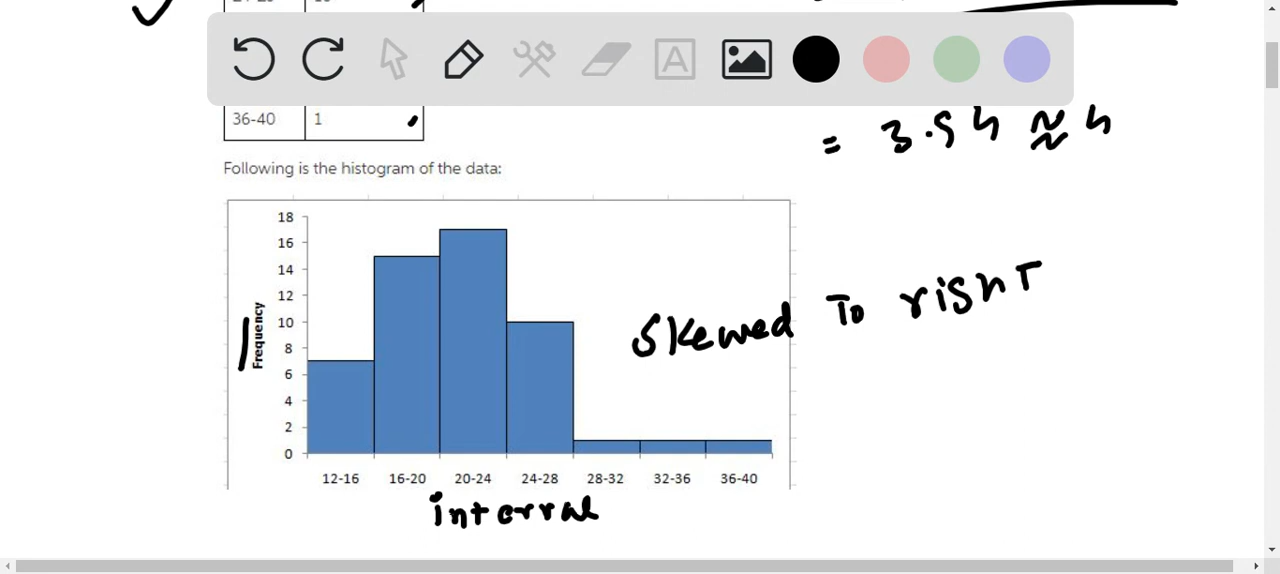 36-40 1
= 3.54 ≈ 4
Following is the histogram of the data:
18
16
14
12
10
8
6
4
2
0
Frequency
skewed To right
12-16 16-20 20-24 24-28 28-32 32-36 36-40
interval
A